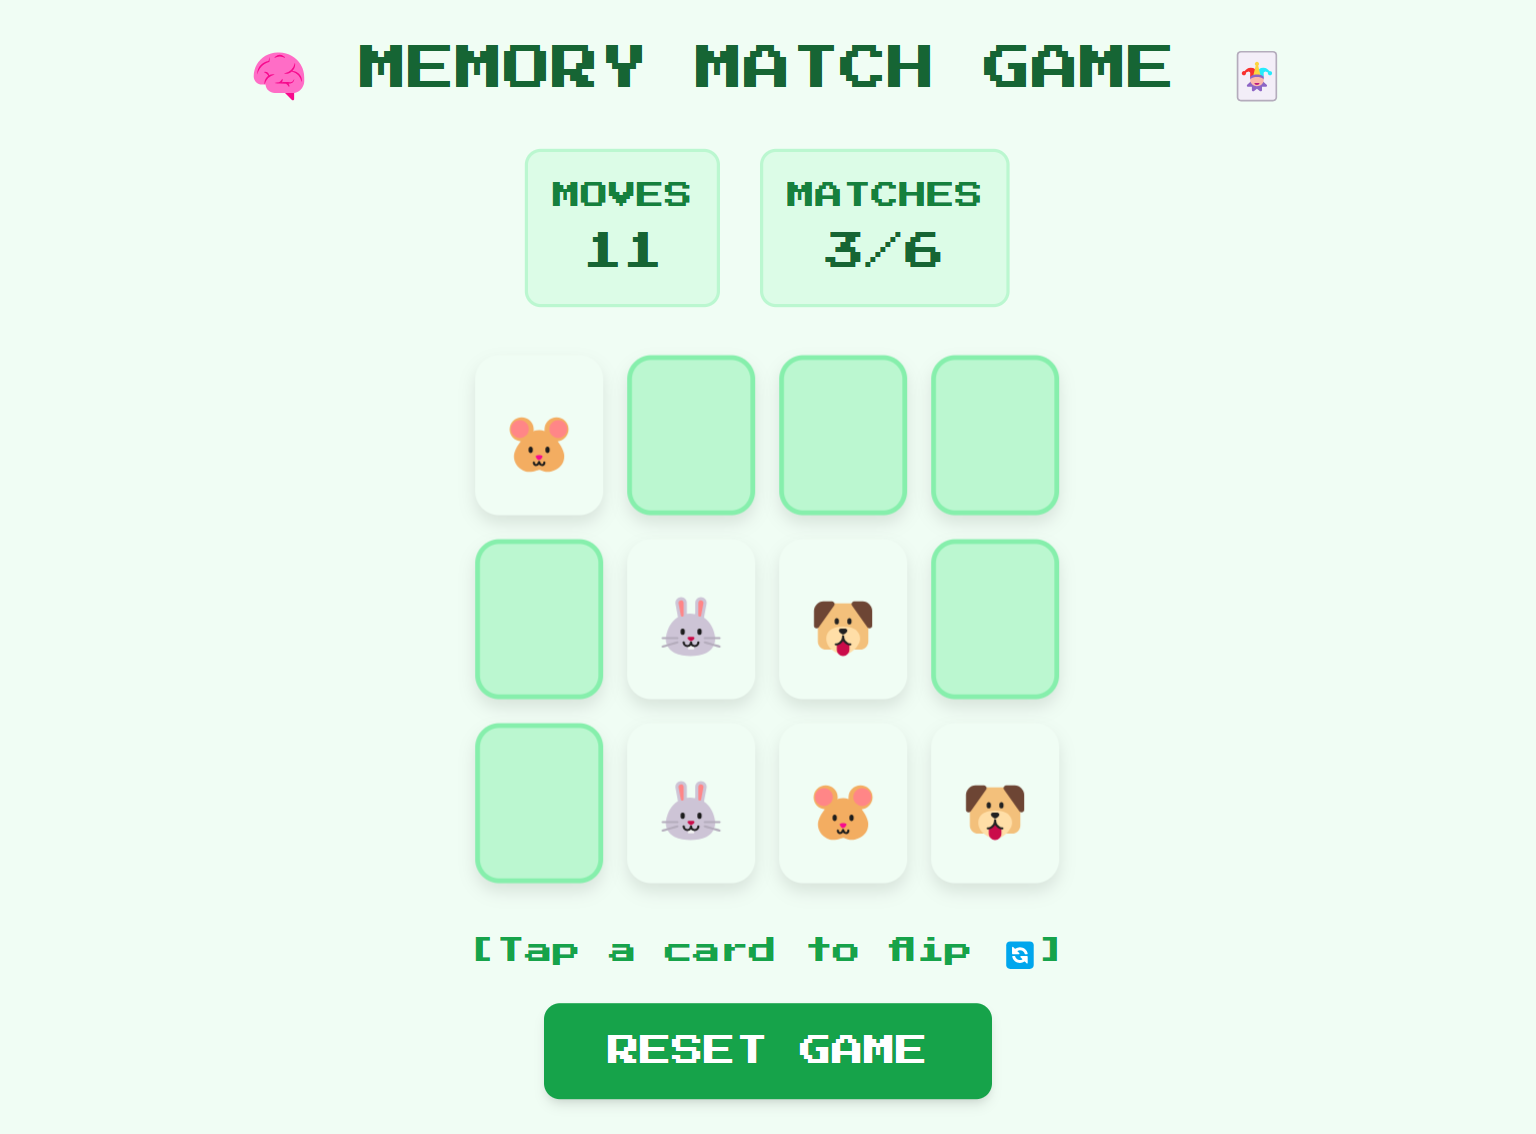 MEMORY MATCH GAME
MOVES
11
MATCHES
3/6
[Tap a card to flip 🔄]
RESET GAME